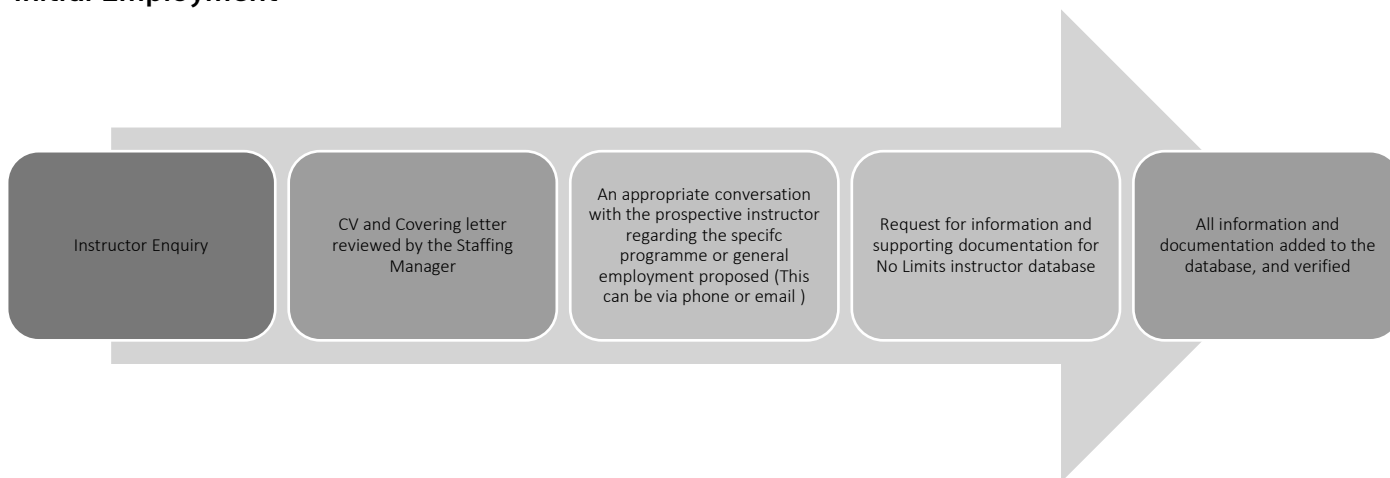 Initial Employment
Instructor Enquiry
CV and Covering letter
reviewed by the Staffing
Manager
An appropriate conversation
with the prospective instructor
regarding the specifc
programme or general
employment proposed (This
can be via phone or email )
Request for information and
supporting documentation for
No Limits instructor database
All information and
documentation added to the
database, and verified